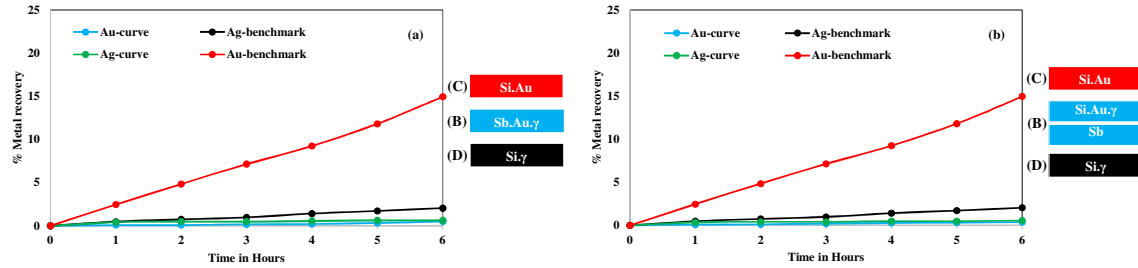 25
Au-curve
Ag-benchmark
(a)
20
Ag-curve
Au-benchmark
% Metal recovery
15
(C) Si.Au
10
(B) Sb.Au.γ
5
(D) Si.γ
0
0 1 2 3 4 5 6
Time in Hours
25
Au-curve
Ag-benchmark
(b)
20
Ag-curve
Au-benchmark
% Metal recovery
15
(C) Si.Au
10
Si.Au.γ
(B)
Sb
5
(D) Si.γ
0
0 1 2 3 4 5 6
Time in Hours